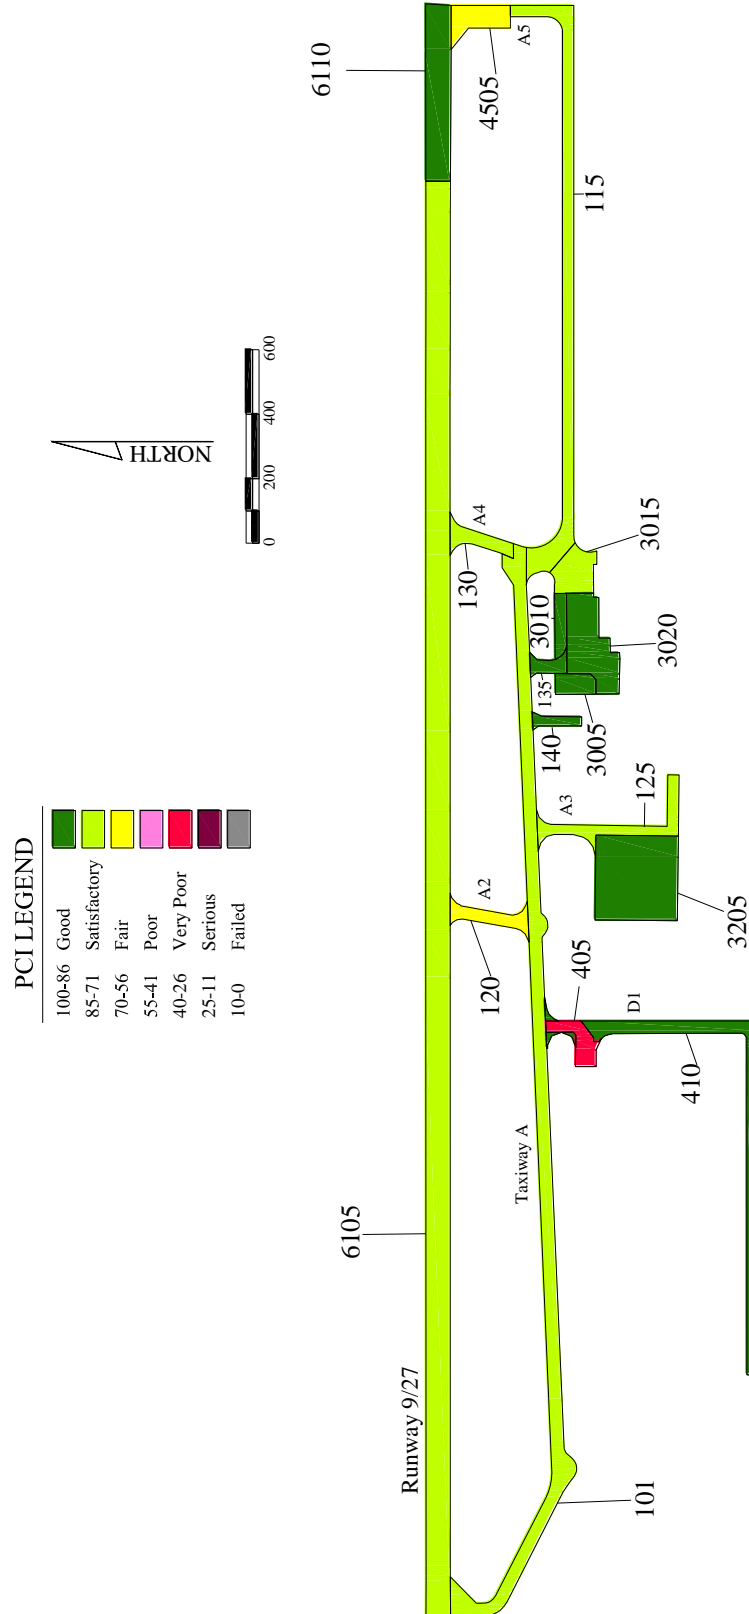 PCI LEGEND
100-86 Good
85-71 Satisfactory
70-56 Fair
55-41 Poor
40-26 Very Poor
25-11 Serious
10-0 Failed
NORTH
0 200 400 600
6110
6105
Runway 9/27
4505
A5
115
A4
130
3015
3010
3020
135
3005
140
125
A3
A2
3205
120
405
D1
410
Taxiway A
101